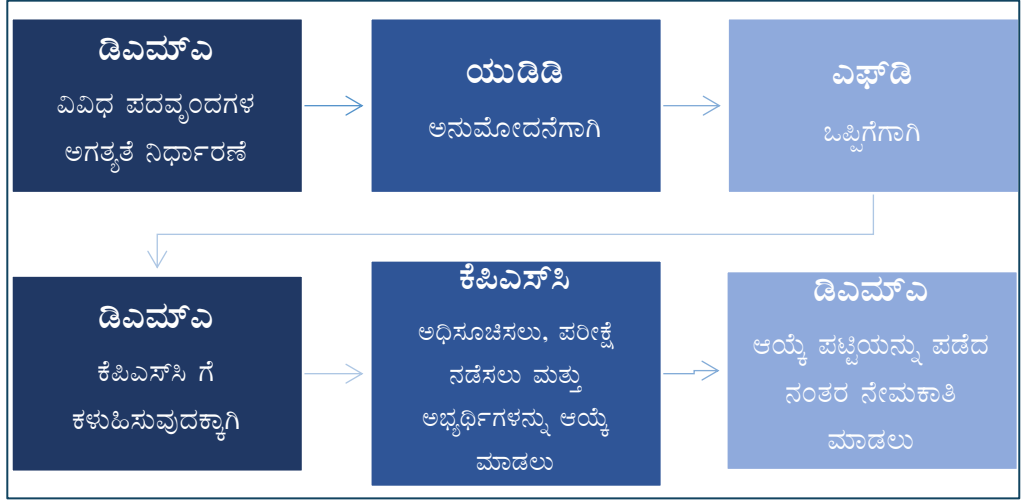 ಡಿಎಮ್ಎ
ವಿವಿಧ ಪದವೃಂದಗಳ
ಅಗತ್ಯತೆ ನಿರ್ಧಾರಣೆ
ಯುಡಿಡಿ
ಅನುಮೋದನೆಗಾಗಿ
ಎಫ್‌ಡಿ
ಒಪ್ಪಿಗೆಗಾಗಿ
ಡಿಎಮ್ಎ
ಕೆಪಿಎಸ್‌ಸಿ ಗೆ
ಕಳುಹಿಸುವುದಕ್ಕಾಗಿ
ಕೆಪಿಎಸ್‌ಸಿ
ಅಧಿಸೂಚಿಸಲು, ಪರೀಕ್ಷೆ
ನಡೆಸಲು ಮತ್ತು
ಅಭ್ಯರ್ಥಿಗಳನ್ನು ಆಯ್ಕೆ
ಮಾಡಲು
ಡಿಎಮ್ಎ
ಆಯ್ಕೆ ಪಟ್ಟಿಯನ್ನು ಪಡೆದ
ನಂತರ ನೇಮಕಾತಿ
ಮಾಡಲು